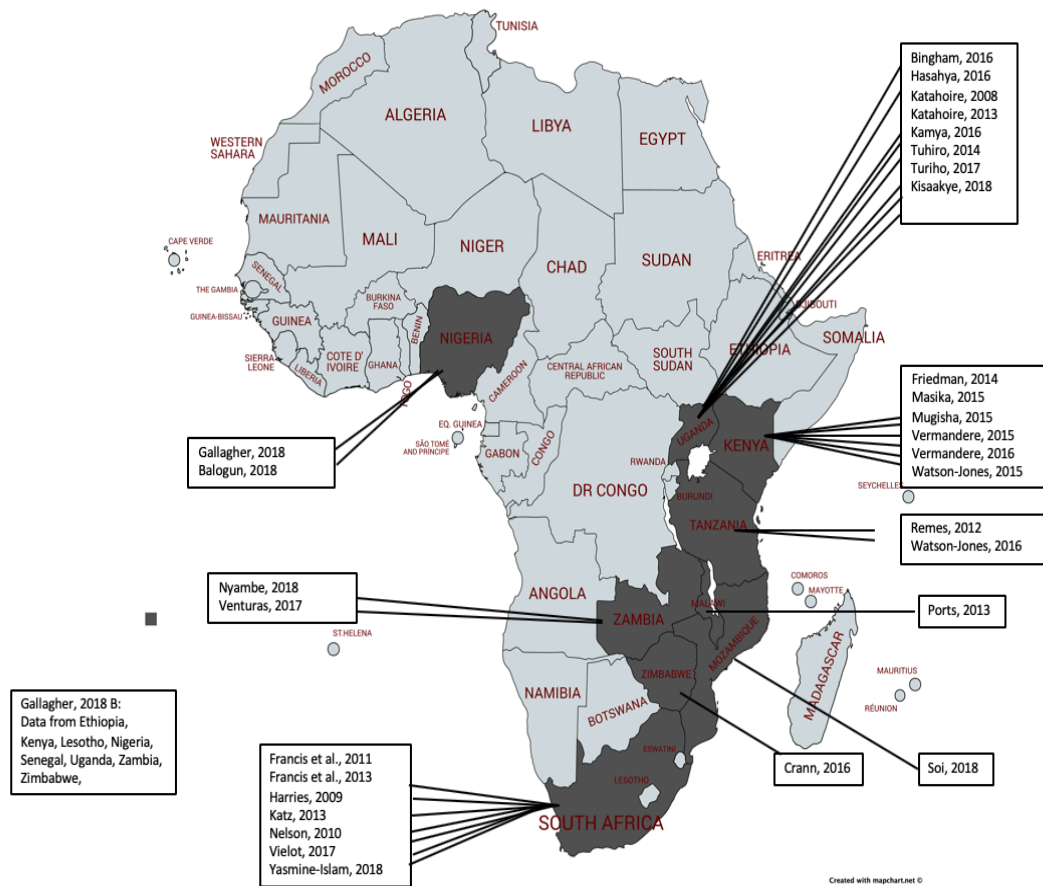 TUNISIA
MOROCCO
ALGERIA
LIBYA
EGYPT
WESTERN
SAHARA
MAURITANIA
MALI
NIGER
CHAD
SUDAN
ERITREA
CAPE VERDE
SENEGAL
THE GAMBIA
GUINEA-BISSAU
GUINEA
SIERRA
LEONE
LIBERIA
COTE D'
IVOIRE
BURKINA
FASO
GHANA
TOGO
BENIN
NIGERIA
CAMEROON
CENTRAL AFRICAN
REPUBLIC
SOUTH
SUDAN
ETHIOPIA
DJIBOUTI
SOMALIA
EQ. GUINEA
SÃO TOMÉ
AND PRÍNCIPE
GABON
CONGO
DR CONGO
RWANDA
BURUNDI
UGANDA
KENYA
TANZANIA
SEYCHELLES
COMOROS
MAYOTTE
ANGOLA
ZAMBIA
MALAWI
MOZAMBIQUE
ZIMBABWE
ST.HELENA
NAMIBIA
BOTSWANA
ESWATINI
LESOTHO
SOUTH AFRICA
MADAGASCAR
MAURITIUS
RÉUNION
Bingham, 2016
Hasahya, 2016
Katahoire, 2008
Katahoire, 2013
Kamya, 2016
Tuhiro, 2014
Turiho, 2017
Kisaakye, 2018
Friedman, 2014
Masika, 2015
Mugisha, 2015
Vermandere, 2015
Vermandere, 2016
Watson-Jones, 2015
Gallagher, 2018
Balogun, 2018
Remes, 2012
Watson-Jones, 2016
Nyambe, 2018
Venturas, 2017
Ports, 2013
Gallagher, 2018 B:
Data from Ethiopia,
Kenya, Lesotho, Nigeria,
Senegal, Uganda, Zambia,
Zimbabwe,
Francis et al., 2011
Francis et al., 2013
Harries, 2009
Katz, 2013
Nelson, 2010
Vielot, 2017
Yasmine-Islam, 2018
Crann, 2016
Soi, 2018
Created with mapchart.net ©